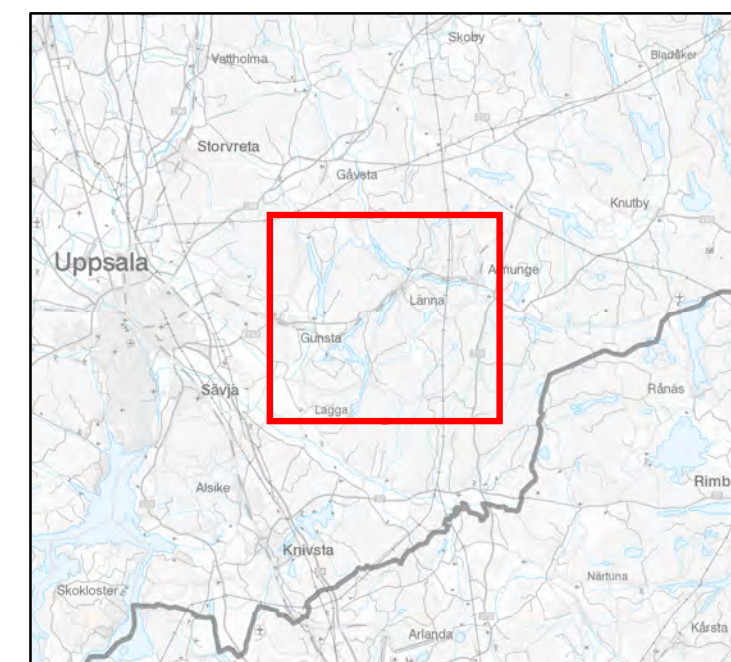 Skoby
Bladåker
Vattholma
Storvreta
Gåvsta
Knutby
Uppsala
Almunge
Länna
Gunsta
Sävja
Rånäs
Lagga
Rimb
Alsike
Knivsta
Närtuna
Skokloster
Kårsta
Arlanda